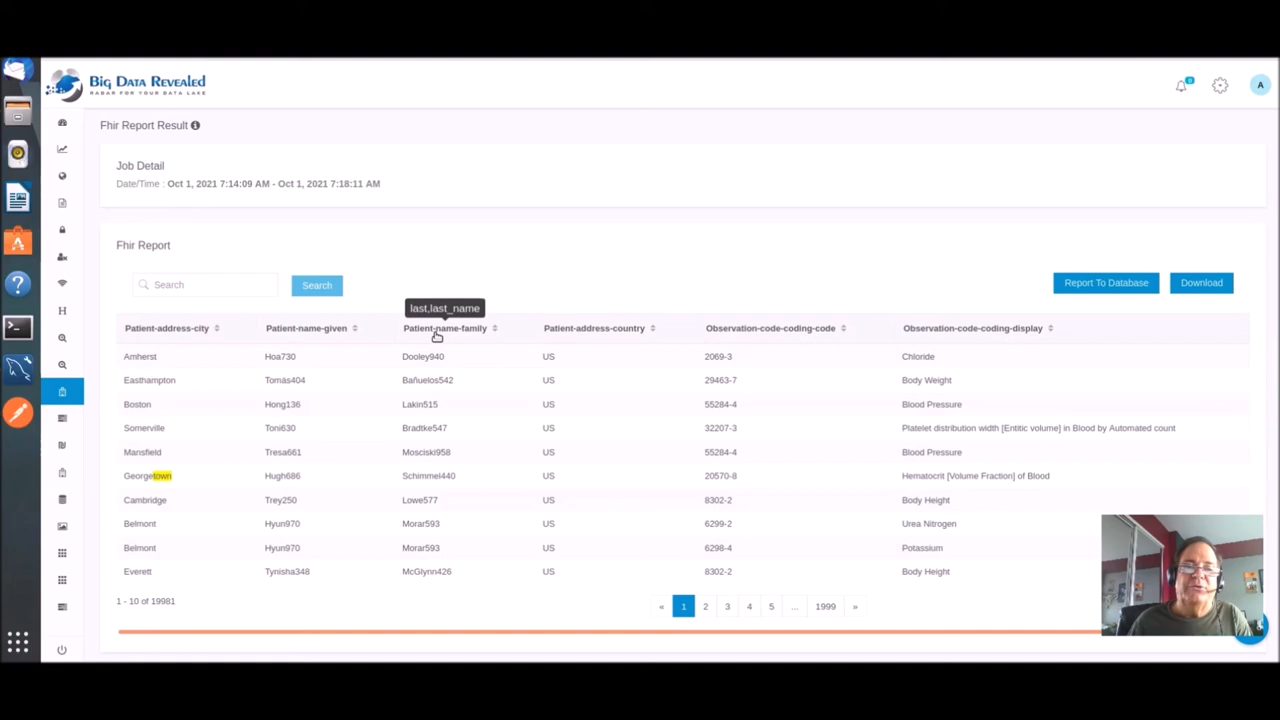 BIG DATA REVEALED
RADAR FOR YOUR DATA LAKE
0
A
Fhir Report Result
Job Detail
Date/Time : Oct 1, 2021 7:14:09 AM - Oct 1, 2021 7:18:11 AM
Fhir Report
Search Search Report To Database Download
last,last_name
Patient-address-city Patient-name-given Patient-name-family Patient-address-country Observation-code-coding-code Observation-code-coding-display
Amherst Hoa730 Dooley940 US 2069-3 Chloride
Easthampton Tomás404 Bañuelos542 US 29463-7 Body Weight
Boston Hong136 Lakin515 US 55284-4 Blood Pressure
Somerville Toni630 Bradtke547 US 32207-3 Platelet distribution width [Entitic volume] in Blood by Automated count
Mansfield Tresa661 Mosciski958 US 55284-4 Blood Pressure
Georgetown Hugh686 Schimmel440 US 20570-8 Hematocrit [Volume Fraction] of Blood
Cambridge Trey250 Lowe577 US 8302-2 Body Height
Belmont Hyun970 Morar593 US 6299-2 Urea Nitrogen
Belmont Hyun970 Morar593 US 6298-4 Potassium
Everett Tynisha348 McGlynn426 US 8302-2 Body Height
1 - 10 of 19981
« 1 2 3 4 5 ... 1999 »